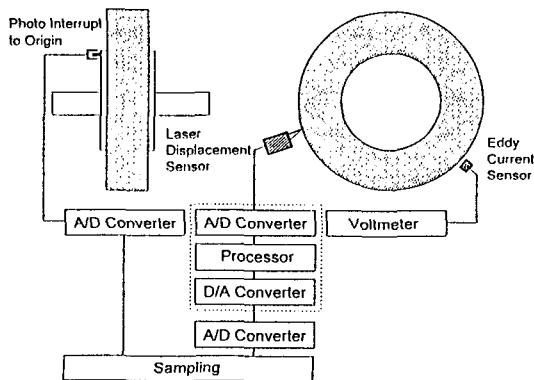 Photo Interrupt
to Origin
Laser
Displacement
Sensor
Eddy
Current
Sensor
A/D Converter
A/D Converter
Voltmeter
Processor
D/A Converter
A/D Converter
Sampling